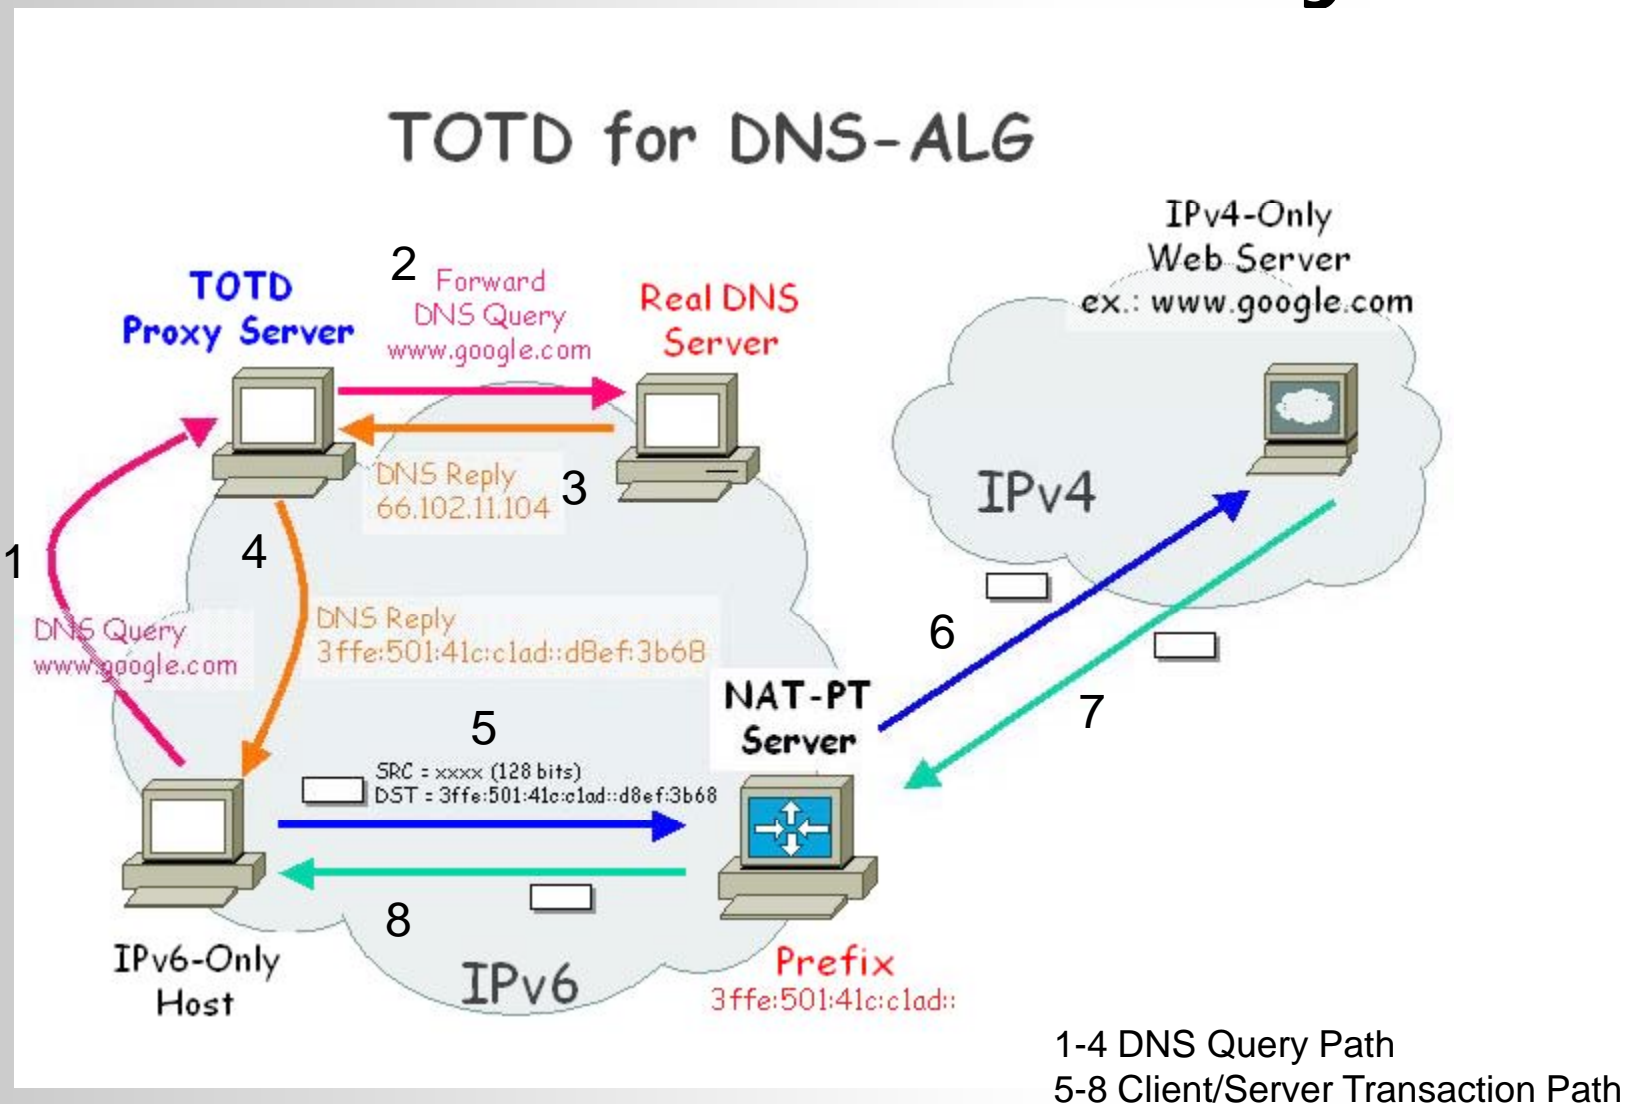 TOTD for DNS-ALG
IPv4-Only
Web Server
ex.: www.google.com
2
Forward
DNS Query
www.google.com
TOTD
Proxy Server
Real DNS
Server
DNS Reply
66.102.11.104
3
IPv4
1
4
DNS Query
www.google.com
DNS Reply
3ffe:501:41c:c1ad::d8ef:3b68
6
7
NAT-PT
Server
5
SRC = xxxx (128 bits)
DST = 3ffe:501:41c:c1ad::d8ef:3b68
8
IPv6-Only
Host
IPv6
Prefix
3ffe:501:41c:c1ad::
1-4 DNS Query Path
5-8 Client/Server Transaction Path